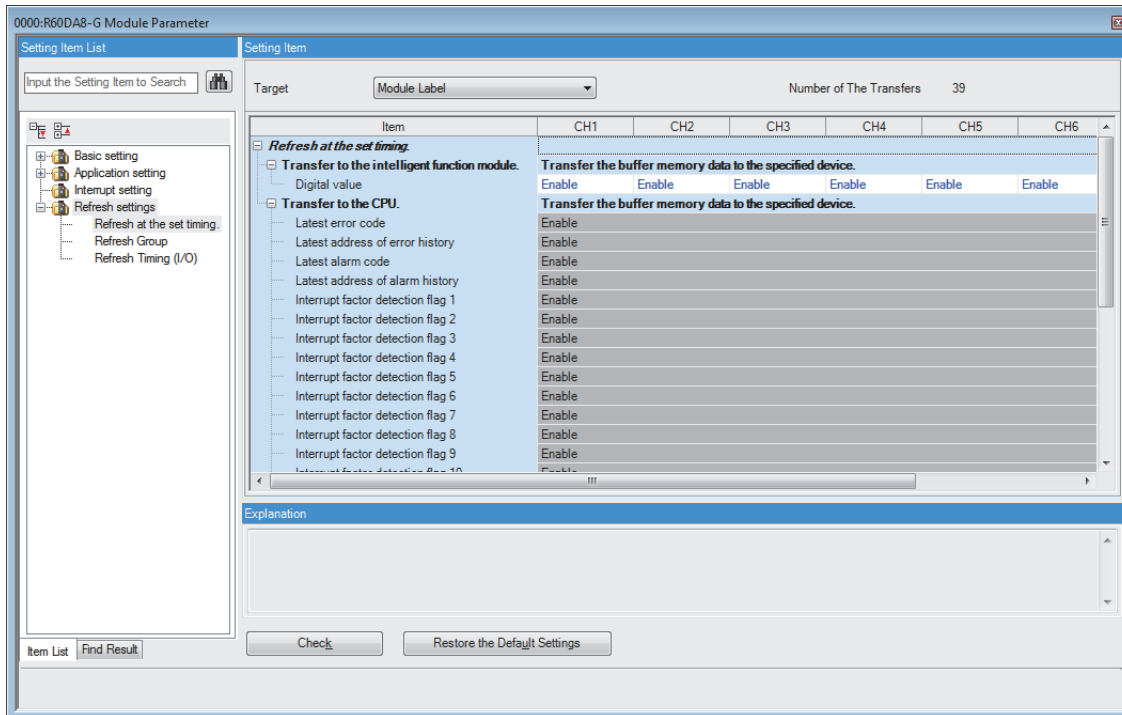 0000:R60DA8-G Module Parameter
Setting Item List
Input the Setting Item to Search
Basic setting
Application setting
Interrupt setting
Refresh settings
Refresh at the set timing.
Refresh Group
Refresh Timing (I/O)
Item List Find Result
Setting Item
Target Module Label Number of The Transfers 39
Item CH1 CH2 CH3 CH4 CH5 CH6
Refresh at the set timing.
Transfer to the intelligent function module. Transfer the buffer memory data to the specified device.
Digital value Enable Enable Enable Enable Enable Enable
Transfer to the CPU. Transfer the buffer memory data to the specified device.
Latest error code Enable
Latest address of error history Enable
Latest alarm code Enable
Latest address of alarm history Enable
Interrupt factor detection flag 1 Enable
Interrupt factor detection flag 2 Enable
Interrupt factor detection flag 3 Enable
Interrupt factor detection flag 4 Enable
Interrupt factor detection flag 5 Enable
Interrupt factor detection flag 6 Enable
Interrupt factor detection flag 7 Enable
Interrupt factor detection flag 8 Enable
Interrupt factor detection flag 9 Enable
Interrupt factor detection flag 10 Enable
Explanation
Check Restore the Default Settings